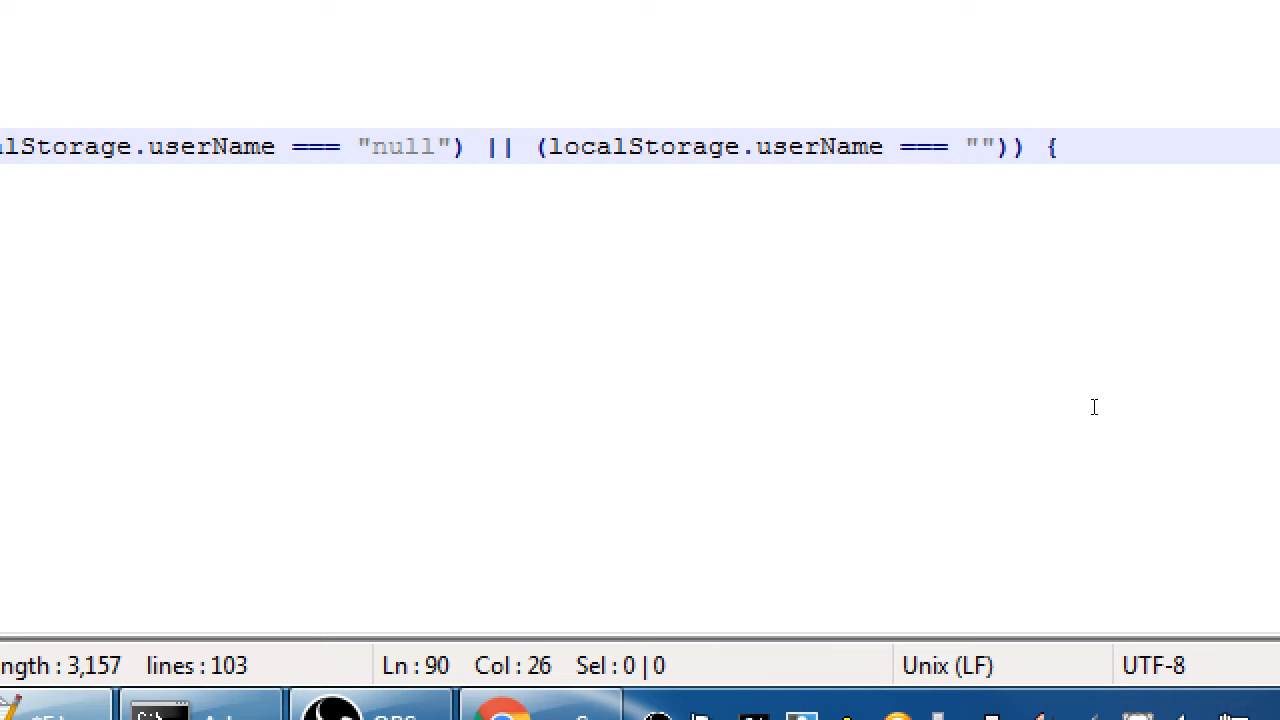 lStorage.userName === "null") || (localStorage.userName === "")) {
ngth : 3,157 lines : 103 Ln : 90 Col : 26 Sel : 0 | 0 Unix (LF) UTF-8